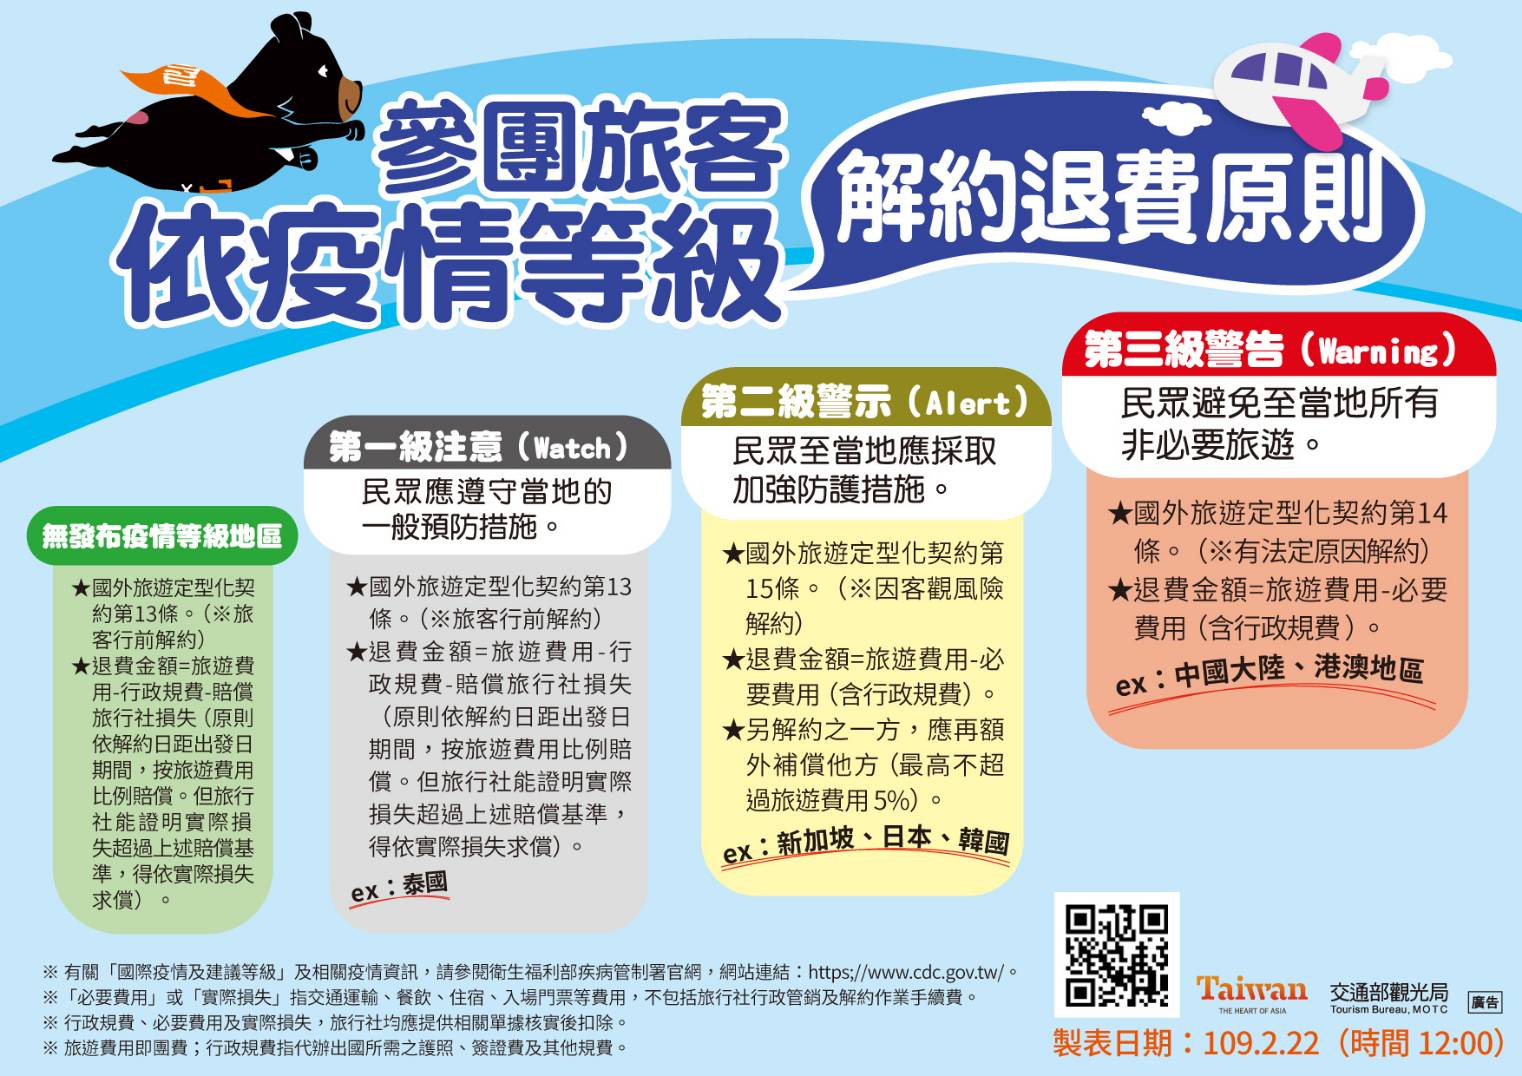 參團旅客
依疫情等級
解約退費原則
無發布疫情等級地區
★國外旅遊定型化契
約第13條。(※旅
客行前解約)
★退費金額=旅遊費
用-行政規費-賠償
旅行社損失(原則
依解約日距出發日
期間，按旅遊費用
比例賠償。但旅行
社能證明實際損
失超過上述賠償基
準，得依實際損失
求償)。
第一級注意(Watch)
民眾應遵守當地的
一般預防措施。
★國外旅遊定型化契約第13
條。(※旅客行前解約)
★退費金額=旅遊費用-行
政規費-賠償旅行社損失
(原則依解約日距出發日
期間，按旅遊費用比例賠
償。但旅行社能證明實際
損失超過上述賠償基準，
得依實際損失求償)。
ex：泰國
第二級警示(Alert)
民眾至當地應採取
加強防護措施。
★國外旅遊定型化契約第
15條。(※因客觀風險
解約)
★退費金額=旅遊費用-必
要費用(含行政規費)。
★另解約之一方，應再額
外補償他方(最高不超
過旅遊費用5%)。
ex：新加坡、日本、韓國
第三級警告(Warning)
民眾避免至當地所有
非必要旅遊。
★國外旅遊定型化契約第14
條。(※有法定原因解約)
★退費金額=旅遊費用-必要
費用(含行政規費)。
ex：中國大陸、港澳地區
※ 有關「國際疫情及建議等級」及相關疫情資訊，請參閱衛生福利部疾病管制署官網，網站連結：https;//www.cdc.gov.tw/。
※「必要費用」或「實際損失」指交通運輸、餐飲、住宿、入場門票等費用，不包括旅行社行政管銷及解約作業手續費。
※ 行政規費、必要費用及實際損失，旅行社均應提供相關單據核實後扣除。
※ 旅遊費用即團費；行政規費指代辦出國所需之護照、簽證費及其他規費。
Taiwan
THE HEART OF ASIA
交通部觀光局
Tourism Bureau, MOTC
廣告
製表日期：109.2.22（時間 12:00）